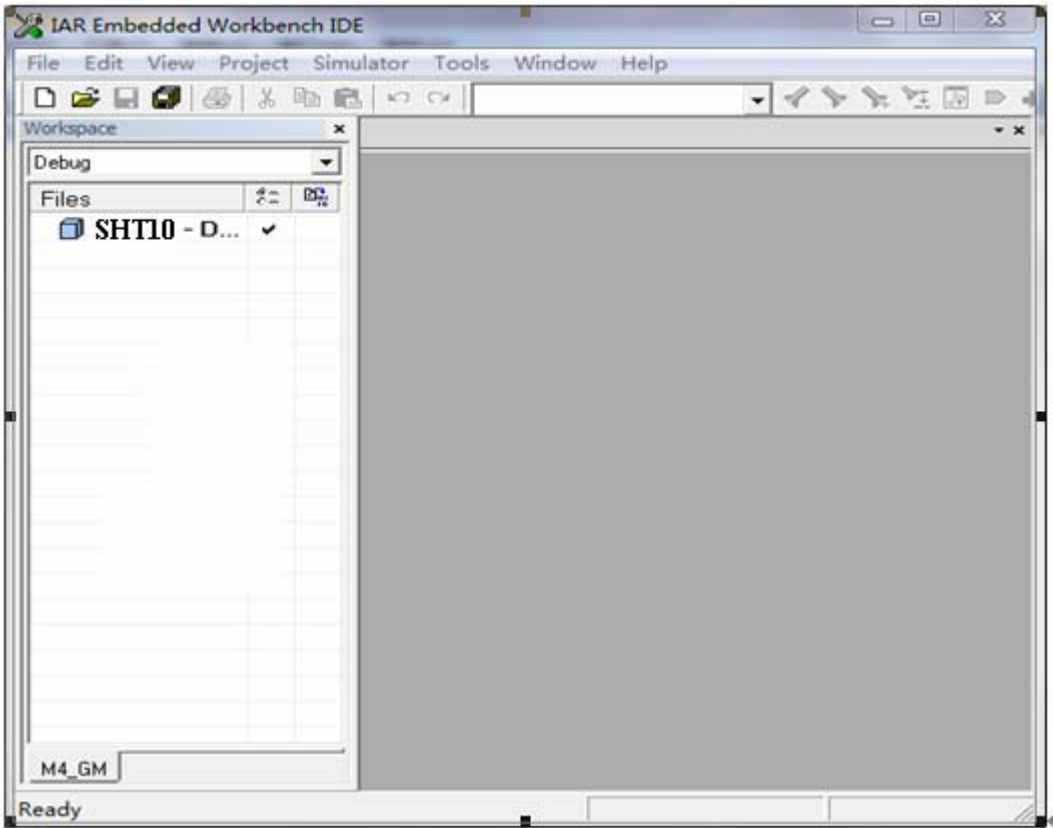 IAR Embedded Workbench IDE
File Edit View Project Simulator Tools Window Help
Workspace
Debug
Files
SHT10 - D...
M4_GM
Ready